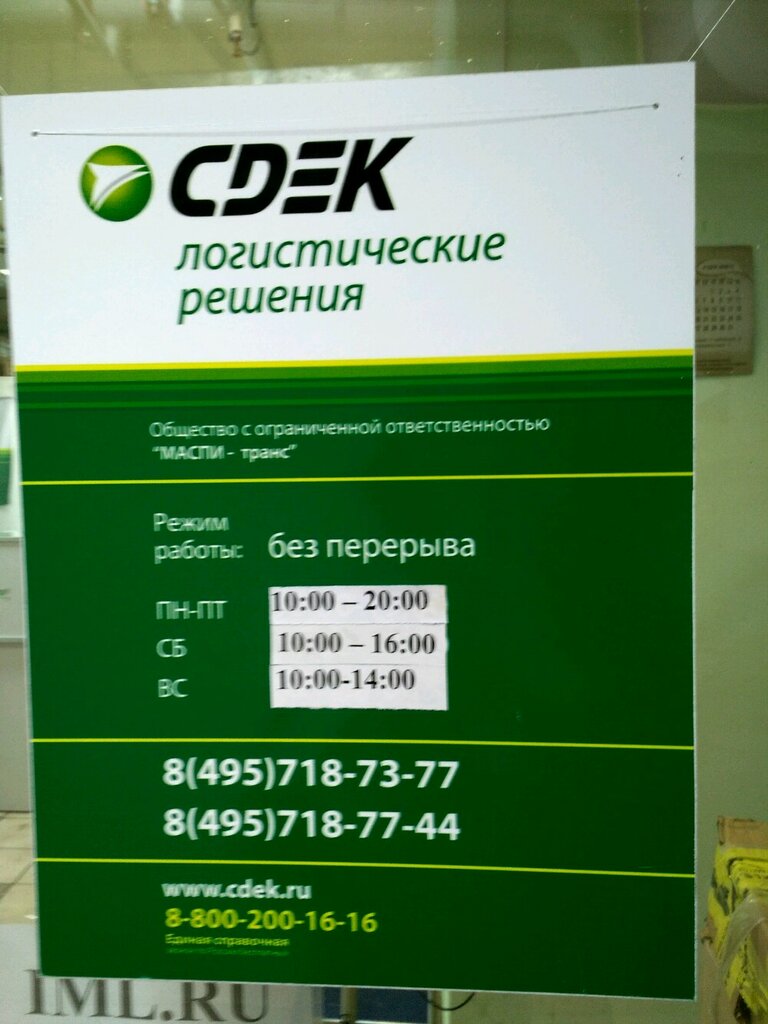 CDEK
логистические
решения
Общество с ограниченной ответственностью
"МАСПИ - транс"
Режим
работы: без перерыва
ПН-ПТ 10:00 – 20:00
СБ 10:00 – 16:00
ВС 10:00-14:00
8(495)718-73-77
8(495)718-77-44
www.cdek.ru
8-800-200-16-16
Единая справочная
IML.RU